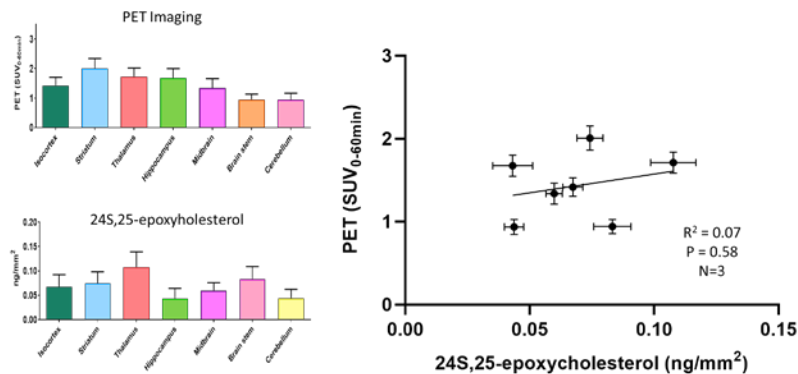 PET Imaging
PET (SUV0-60min)
3
2
1
0
Isocortex
Striatum
Thalamus
Hippocampus
Midbrain
Brain stem
Cerebellum
24S,25-epoxyholesterol
ng/mm2
0.20
0.15
0.10
0.05
0.00
Isocortex
Striatum
Thalamus
Hippocampus
Midbrain
Brain stem
Cerebellum
PET (SUV0-60min)
3
2
1
0
R2 = 0.07
P = 0.58
N=3
0.00
0.05
0.10
0.15
24S,25-epoxycholesterol (ng/mm2)